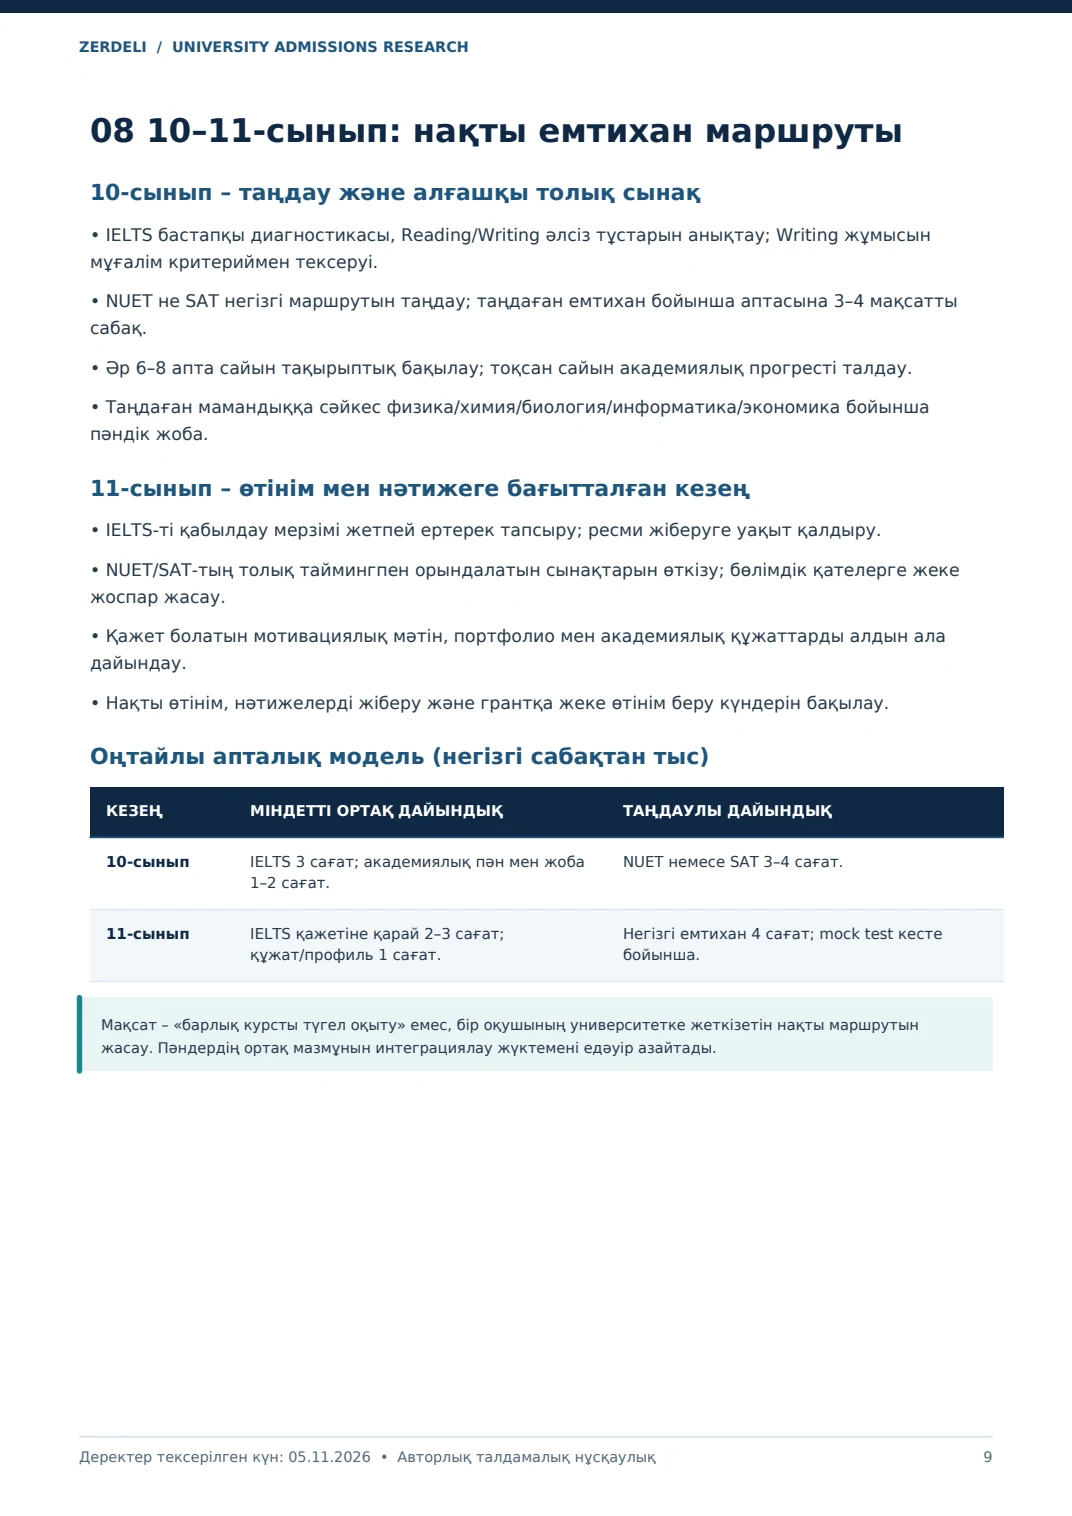 ZERDELI / UNIVERSITY ADMISSIONS RESEARCH
08 10–11-сынып: нақты емтихан маршруты
10-сынып – таңдау және алғашқы толық сынақ
• IELTS бастапқы диагностикасы, Reading/Writing әлсіз тұстарын анықтау; Writing жұмысын
мұғалім критериймен тексеруі.
• NUET не SAT негізгі маршрутын таңдау; таңдаған емтихан бойынша аптасына 3–4 мақсатты
сабақ.
• Әр 6–8 апта сайын тақырыптық бақылау; тоқсан сайын академиялық прогресті талдау.
• Таңдаған мамандыққа сәйкес физика/химия/биология/информатика/экономика бойынша
пәндік жоба.
11-сынып – өтінім мен нәтижеге бағытталған кезең
• IELTS-ті қабылдау мерзімі жетпей ертерек тапсыру; ресми жіберуге уақыт қалдыру.
• NUET/SAT-тың толық таймингпен орындалатын сынақтарын өткізу; бөлімдік қателерге жеке
жоспар жасау.
• Қажет болатын мотивациялық мәтін, портфолио мен академиялық құжаттарды алдын ала
дайындау.
• Нақты өтінім, нәтижелерді жіберу және грантқа жеке өтінім беру күндерін бақылау.
Оңтайлы апталық модель (негізгі сабақтан тыс)
КЕЗЕҢ МІНДЕТТІ ОРТАҚ ДАЙЫНДЫҚ ТАҢДАУЛЫ ДАЙЫНДЫҚ
10-сынып IELTS 3 сағат; академиялық пән мен жоба NUET немесе SAT 3–4 сағат.
1–2 сағат.
11-сынып IELTS қажетіне қарай 2–3 сағат; Негізгі емтихан 4 сағат; mock test кесте
құжат/профиль 1 сағат. бойынша.
Мақсат – «барлық курсты түгел оқыту» емес, бір оқушының университетке жеткізетін нақты маршрутын
жасау. Пәндердің ортақ мазмұнын интеграциялау жүктемені едәуір азайтады.
Деректер тексерілген күн: 05.11.2026 • Авторлық талдамалық нұсқаулық 9